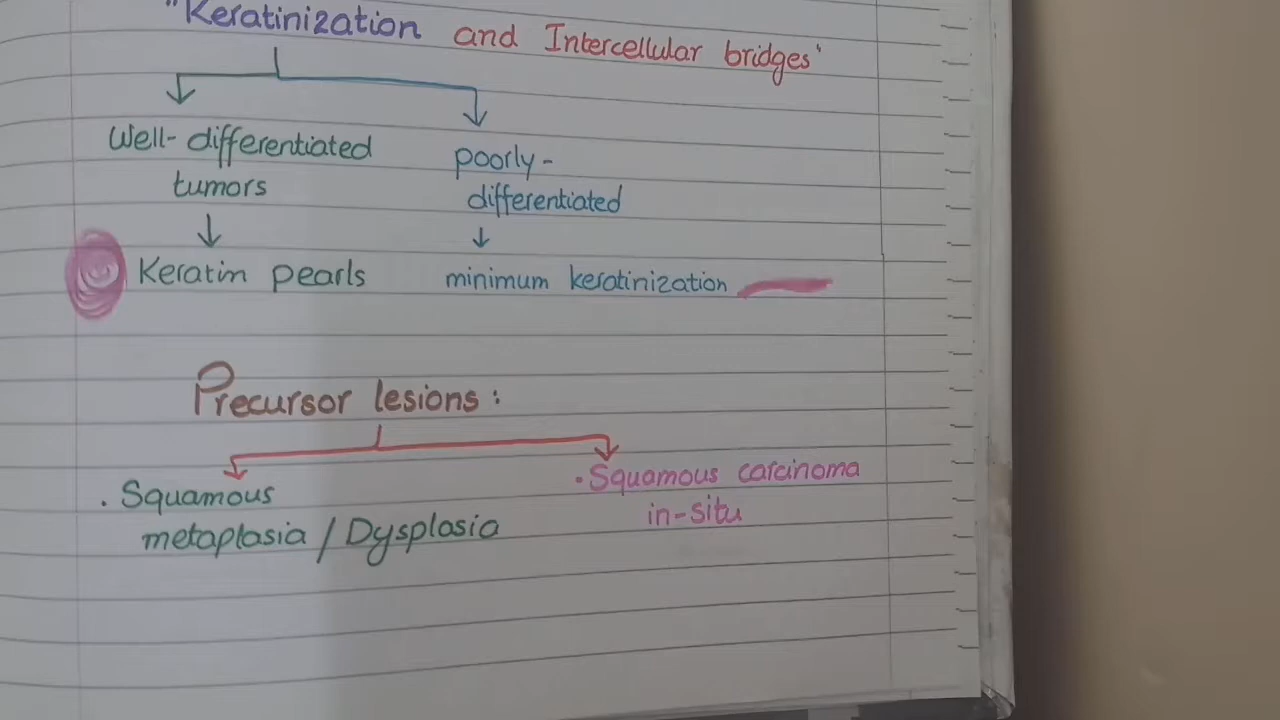 "Keratinization and Intercellular bridges'
Well-differentiated
tumors
Keratin pearls
poorly-
differentiated
minimum keratinization
Precursor lesions:
. Squamous
metaplasia / Dysplasia
. Squamous carcinoma
in-situ